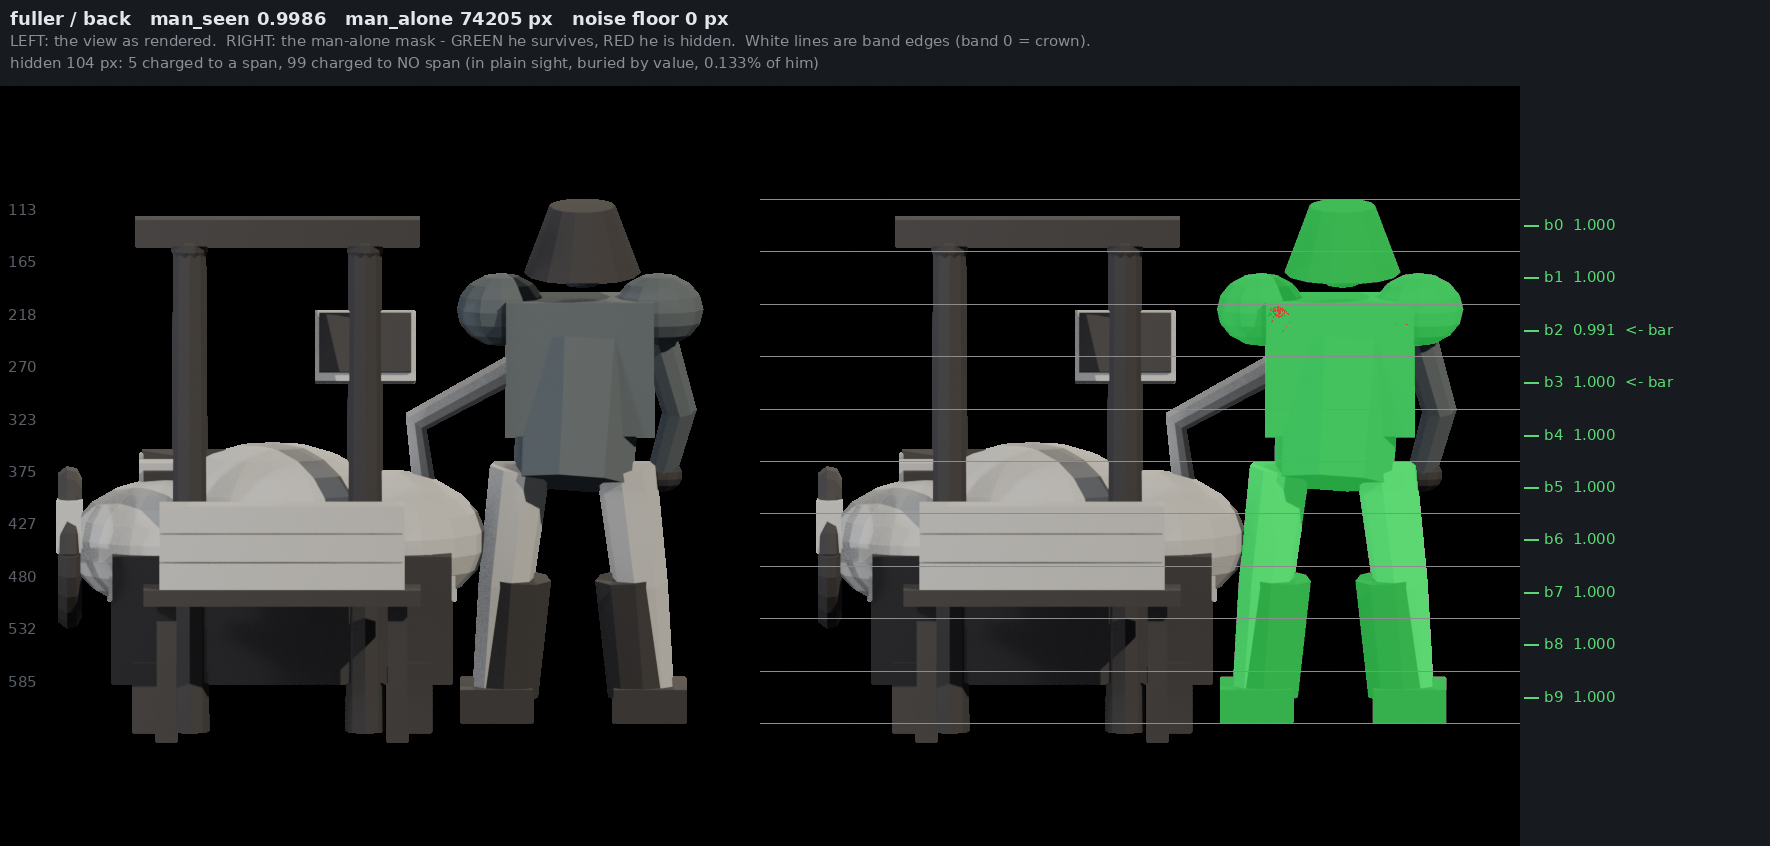 fuller / back   man_seen 0.9986   man_alone 74205 px   noise floor 0 px
LEFT: the view as rendered.  RIGHT: the man-alone mask - GREEN he survives, RED he is hidden.  White lines are band edges (band 0 = crown).
hidden 104 px: 5 charged to a span, 99 charged to NO span (in plain sight, buried by value, 0.133% of him)
113
b0  1.000
165
b1  1.000
218
b2  0.991  <- bar
270
b3  1.000  <- bar
323
b4  1.000
375
b5  1.000
427
b6  1.000
480
b7  1.000
532
b8  1.000
585
b9  1.000